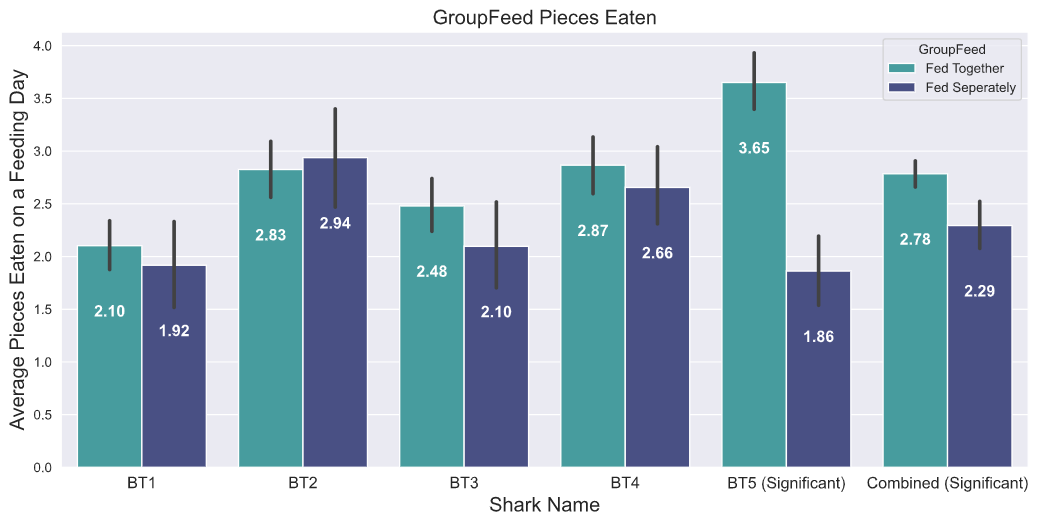 GroupFeed Pieces Eaten
Average Pieces Eaten on a Feeding Day
4.0
3.5
3.0
2.5
2.0
1.5
1.0
0.5
0.0
GroupFeed
Fed Together
Fed Seperately
2.10
1.92
2.83
2.94
2.48
2.10
2.87
2.66
3.65
1.86
2.78
2.29
BT1
BT2
BT3
BT4
BT5 (Significant)
Combined (Significant)
Shark Name